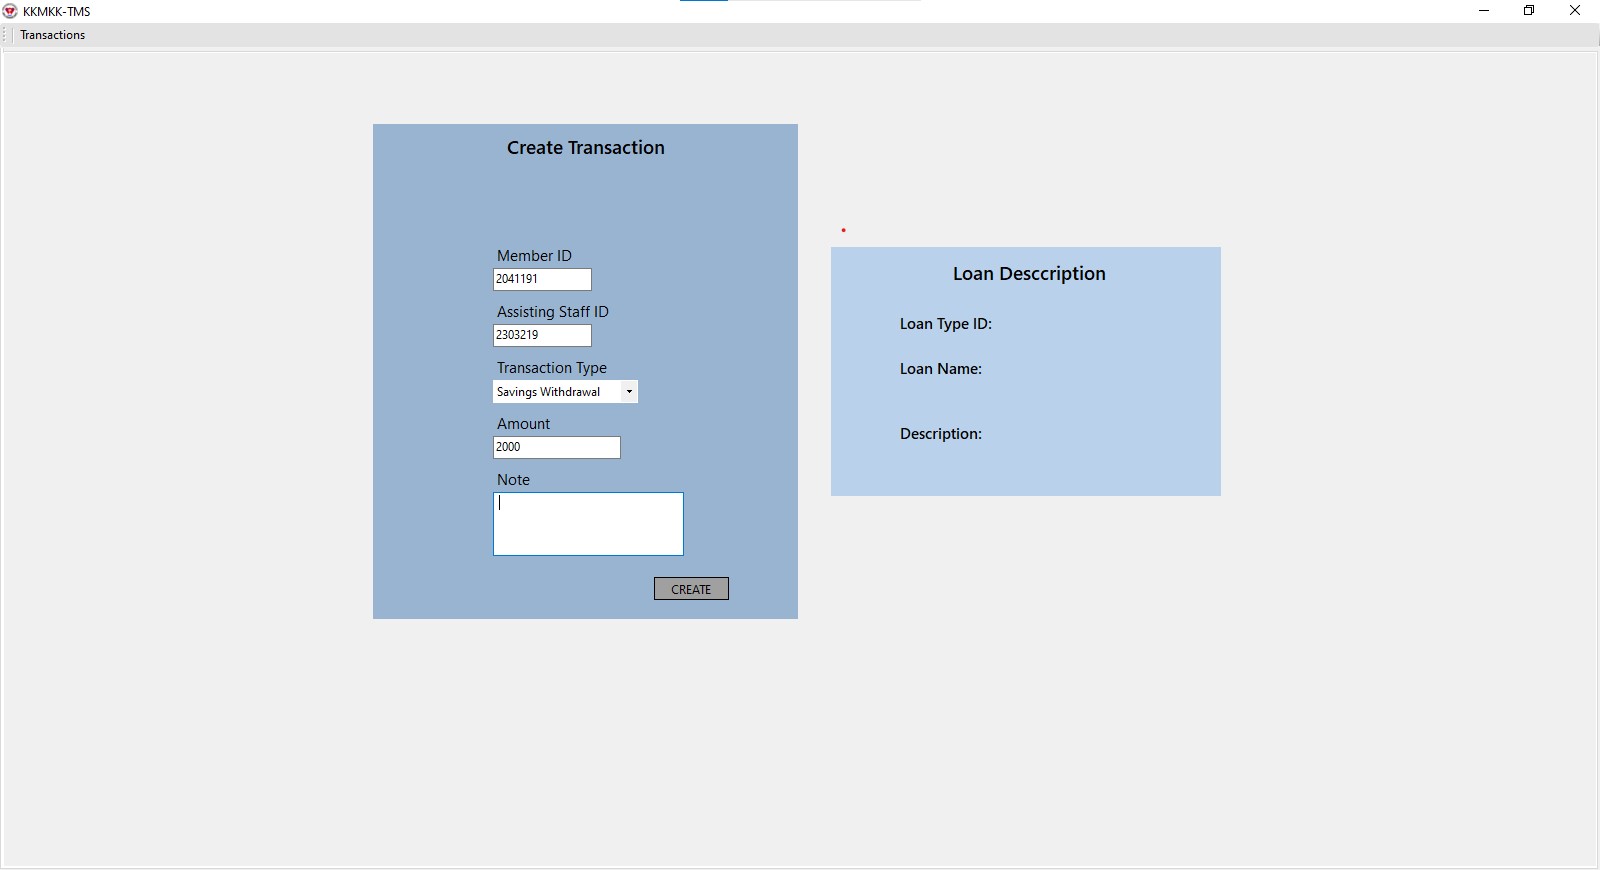 KKMKK-TMS
Transactions
Create Transaction
Member ID
2041191
Assisting Staff ID
2303219
Transaction Type
Savings Withdrawal
Amount
2000
Note
CREATE
Loan Desccription
Loan Type ID:
Loan Name:
Description: